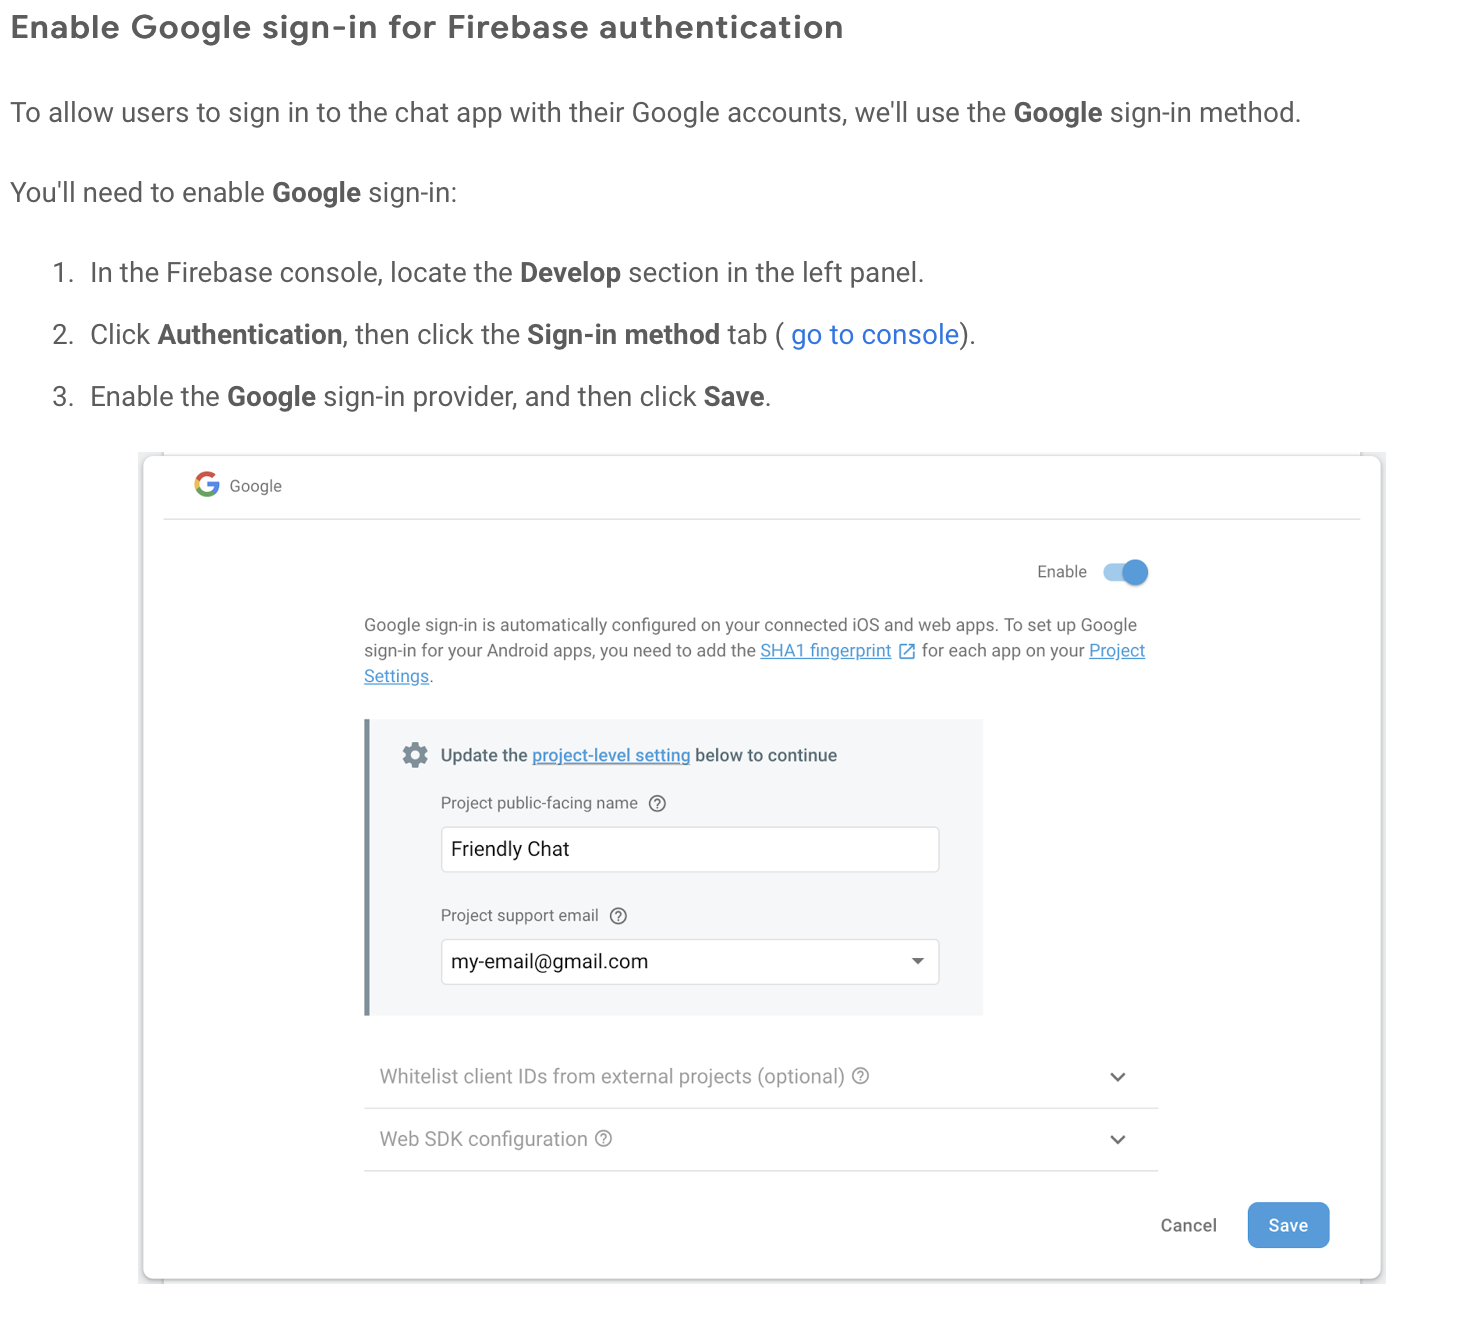 Enable Google sign-in for Firebase authentication
To allow users to sign in to the chat app with their Google accounts, we'll use the Google sign-in method.
You'll need to enable Google sign-in:
1. In the Firebase console, locate the Develop section in the left panel.
2. Click Authentication, then click the Sign-in method tab ( go to console).
3. Enable the Google sign-in provider, and then click Save.
Google
Enable
Google sign-in is automatically configured on your connected iOS and web apps. To set up Google
sign-in for your Android apps, you need to add the SHA1 fingerprint for each app on your Project
Settings.
Update the project-level setting below to continue
Project public-facing name
Friendly Chat
Project support email
my-email@gmail.com
Whitelist client IDs from external projects (optional)
Web SDK configuration
Cancel Save